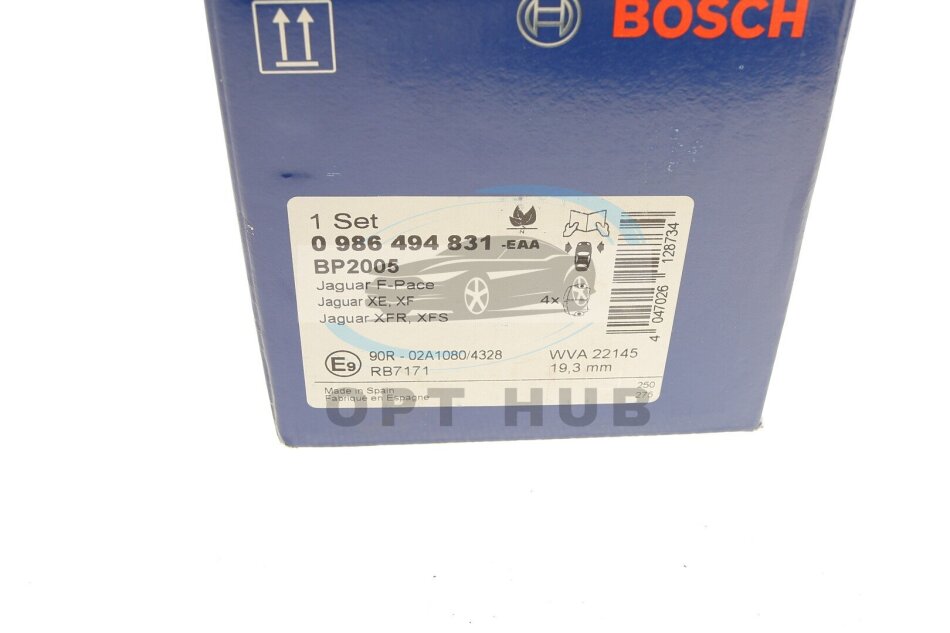 BOSCH
1 Set
0 986 494 831 -EAA
BP2005
Jaguar F-Pace
Jaguar XE, XF
Jaguar XFR, XFS
4x
4 047026 128734
E9
90R - 02A1080/4328
RB7171
WVA 22145
19,3 mm
Made in Spain
Fabriqué en Espagne
250
275
OPT HUB